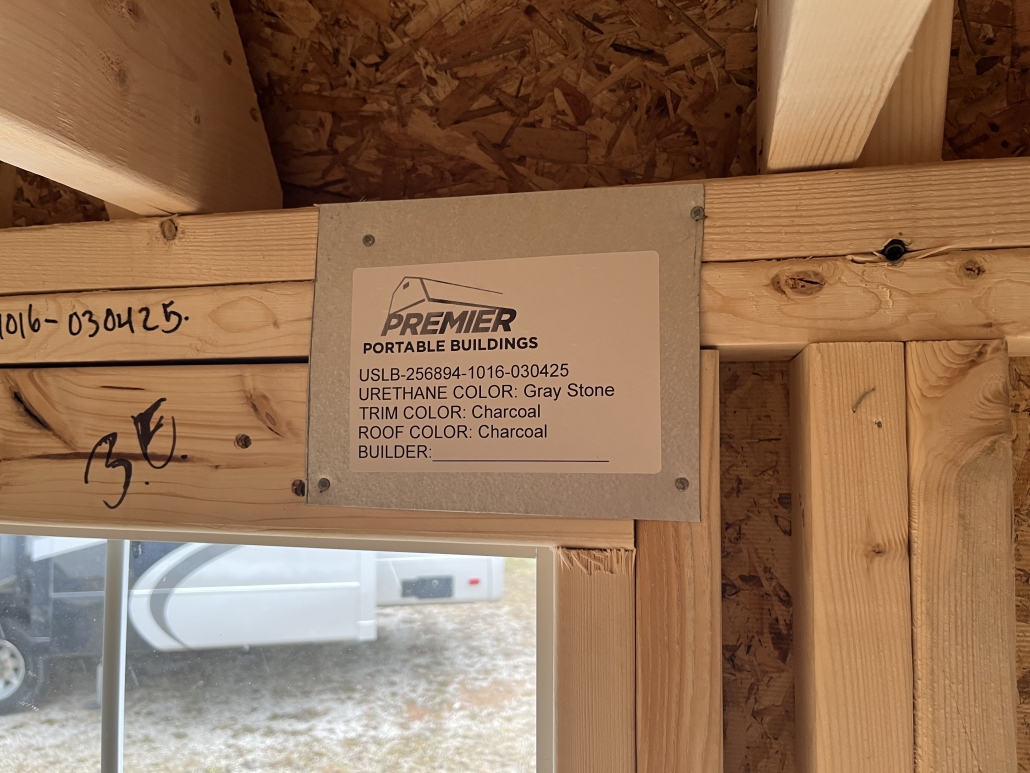 1016-030425.
B.E.
PREMIER
PORTABLE BUILDINGS
USLB-256894-1016-030425
URETHANE COLOR: Gray Stone
TRIM COLOR: Charcoal
ROOF COLOR: Charcoal
BUILDER: